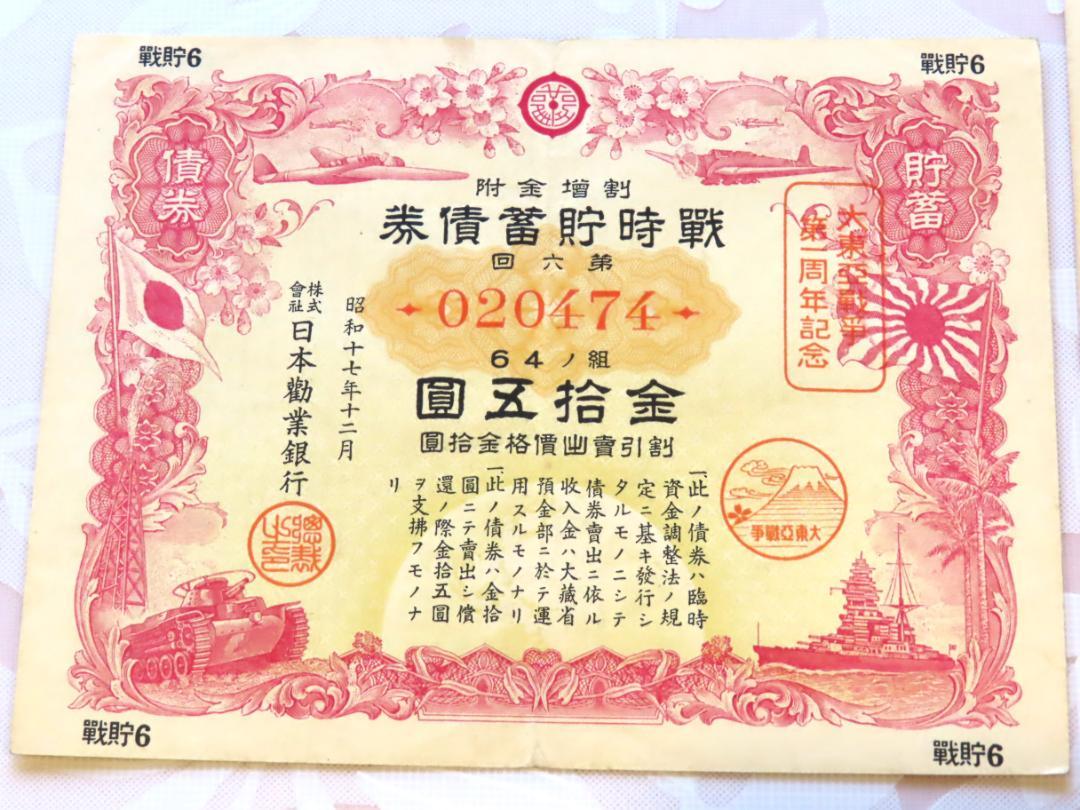 戰貯6
戰貯6
貯蓄
債券
割增金附
戰時貯蓄債券
第六回
020474
64ノ組
金拾五圓
割引賣出價格金拾圓
大東亞戰爭
第一周年記念
大東亞戰爭
一、此ノ債券ハ臨時
資金調整法ノ規
定ニ基キ發行シ
タルモノニシテ
債券賣出ニ依ル
收入金ハ大藏省
預金部ニ於テ運
用スルモノナリ
一、此ノ債券ハ金拾
圓ニテ賣出シ償
還ノ際金拾五圓
ヲ支拂フモノナ
リ
昭和十七年十二月
株式會社日本勸業銀行
總裁之印
戰貯6
戰貯6